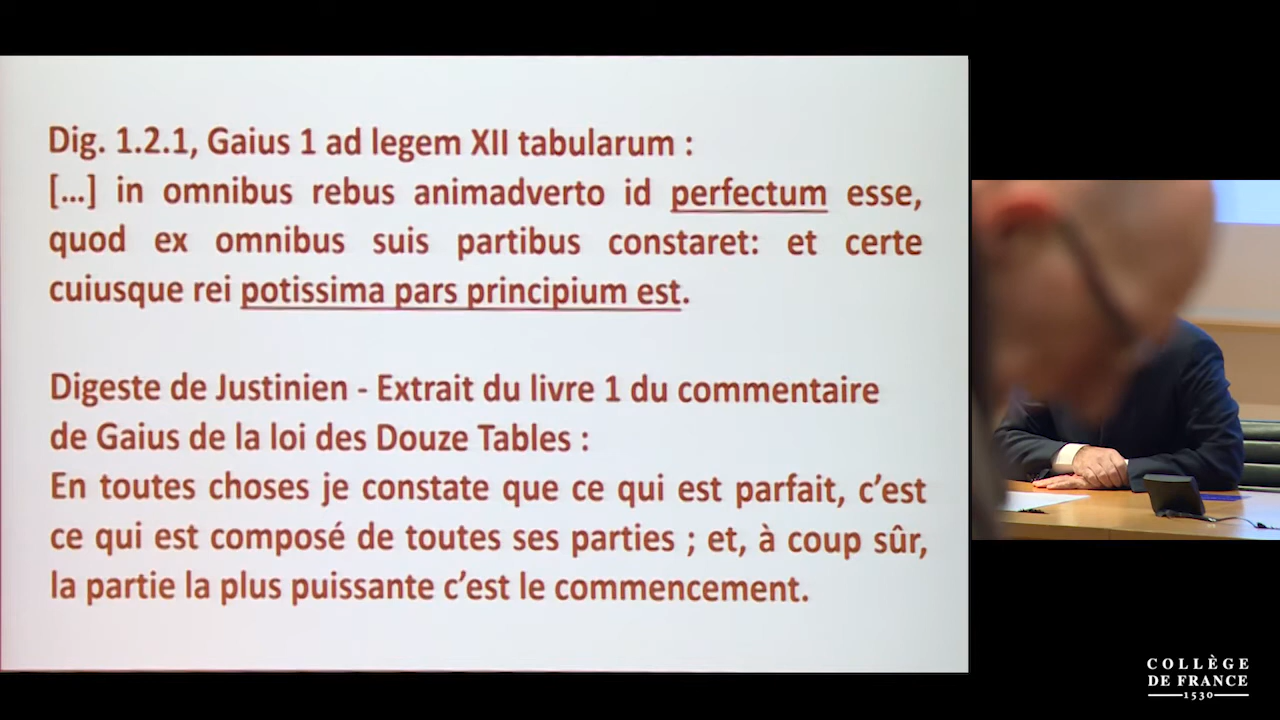 Dig. 1.2.1, Gaius 1 ad legem XII tabularum :
[...] in omnibus rebus animadverto id perfectum esse,
quod ex omnibus suis partibus constaret: et certe
cuiusque rei potissima pars principium est.
Digeste de Justinien - Extrait du livre 1 du commentaire
de Gaius de la loi des Douze Tables :
En toutes choses je constate que ce qui est parfait, c’est
ce qui est composé de toutes ses parties ; et, à coup sûr,
la partie la plus puissante c’est le commencement.
COLLÈGE
DE FRANCE
1530